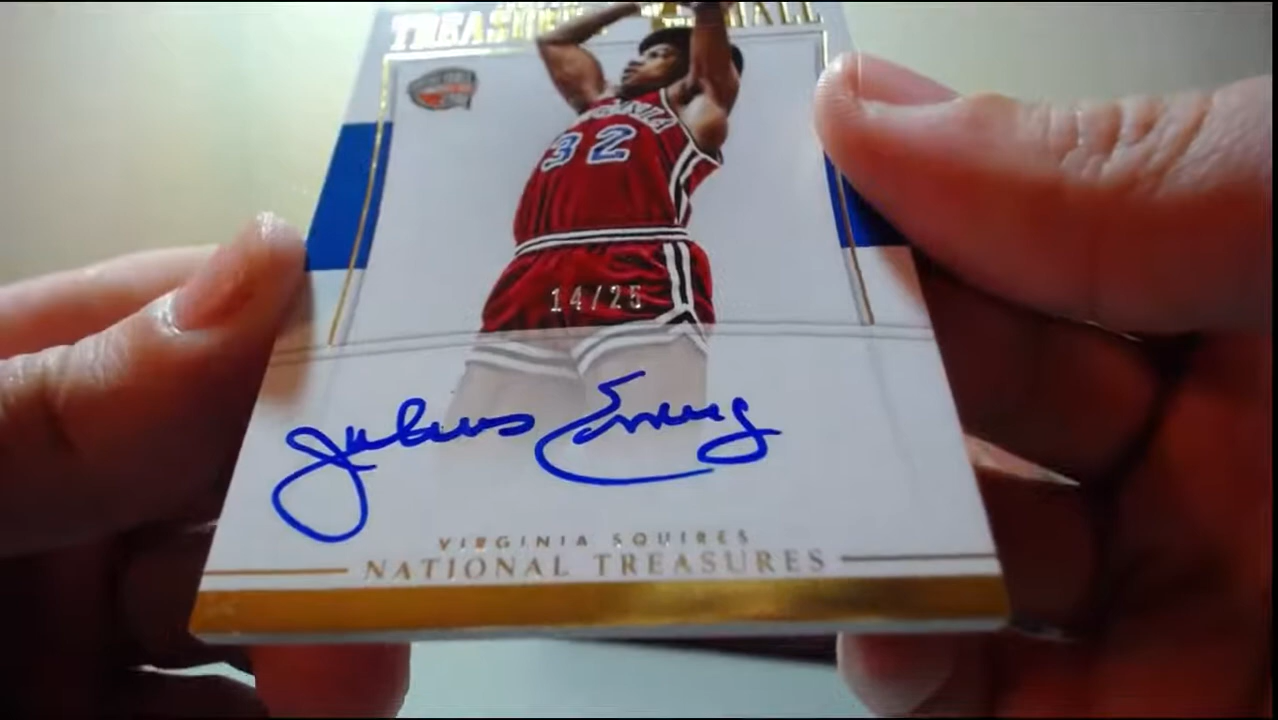 TREASURES
32
14/25
Julius Erving
VIRGINIA SQUIRES
NATIONAL TREASURES